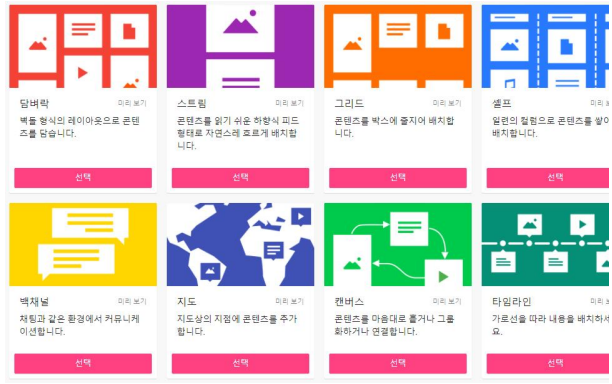 담벼락 미리 보기
벽돌 형식의 레이아웃으로 콘텐
츠를 담습니다.
선택
스트림 미리 보기
콘텐츠를 읽기 쉬운 하향식 피드
형태로 자연스레 흐르게 배치합
니다.
선택
그리드 미리 보기
콘텐츠를 박스에 줄지어 배치합
니다.
선택
셸프 미리 보
일련의 컬럼으로 콘텐츠를 쌓아
배치합니다.
선택
백채널 미리 보기
채팅과 같은 환경에서 커뮤니케
이션합니다.
선택
지도 미리 보기
지도상의 지점에 콘텐츠를 추가
합니다.
선택
캔버스 미리 보기
콘텐츠를 마음대로 흩거나 그룹
화하거나 연결합니다.
선택
타임라인 미리 보
가로선을 따라 내용을 배치하세
요.
선택